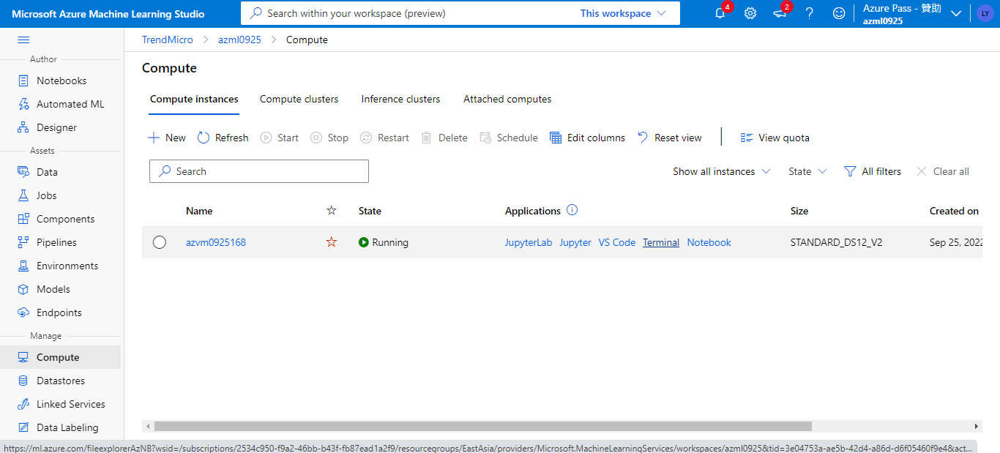 Microsoft Azure Machine Learning Studio
Search within your workspace (preview)
This workspace
4
2
Azure Pass - 贊助
azml0925
LY
TrendMicro > azml0925 > Compute
Author
Notebooks
Automated ML
Designer
Assets
Data
Jobs
Components
Pipelines
Environments
Models
Endpoints
Manage
Compute
Datastores
Linked Services
Data Labeling
Compute
Compute instances Compute clusters Inference clusters Attached computes
New Refresh Start Stop Restart Delete Schedule Edit columns Reset view View quota
Search
Show all instances State All filters Clear all
Name State Applications Size Created on
azvm0925168 Running JupyterLab Jupyter VS Code Terminal Notebook STANDARD_DS12_V2 Sep 25, 2022
https://ml.azure.com/fileexplorerAzNB?wsid=/subscriptions/2534c950-f9a2-46bb-b43f-fb87ead1a2f9/resourcegroups/EastAsia/providers/Microsoft.MachineLearningServices/workspaces/azml0925&tid=3e04753a-ae5b-42d4-a86d-d6f05460f9e4&act...